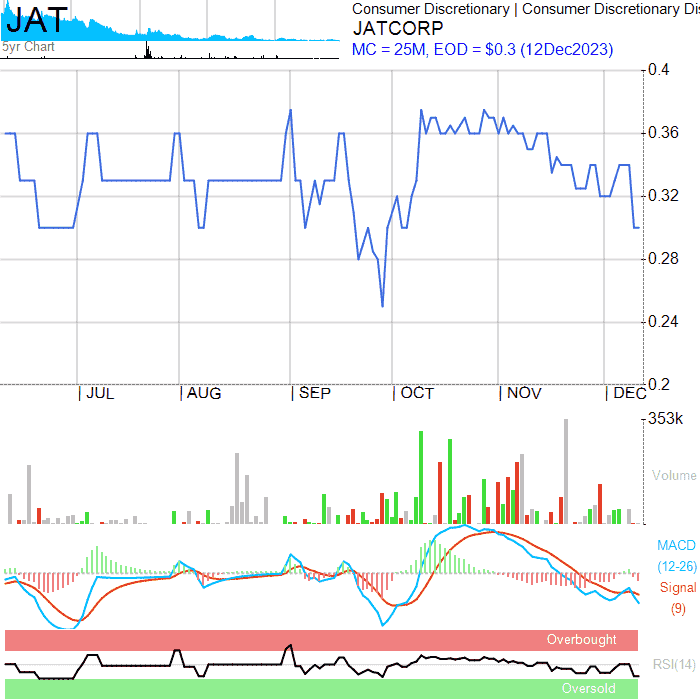 JAT
5yr Chart
Consumer Discretionary | Consumer Discretionary Dis
JATCORP
MC = 25M, EOD = $0.3 (12Dec2023)
0.4
0.36
0.32
0.28
0.24
0.2
| JUL | AUG | SEP | OCT | NOV | DEC
353k
Volume
MACD
(12-26)
Signal
(9)
Overbought
RSI(14)
Oversold